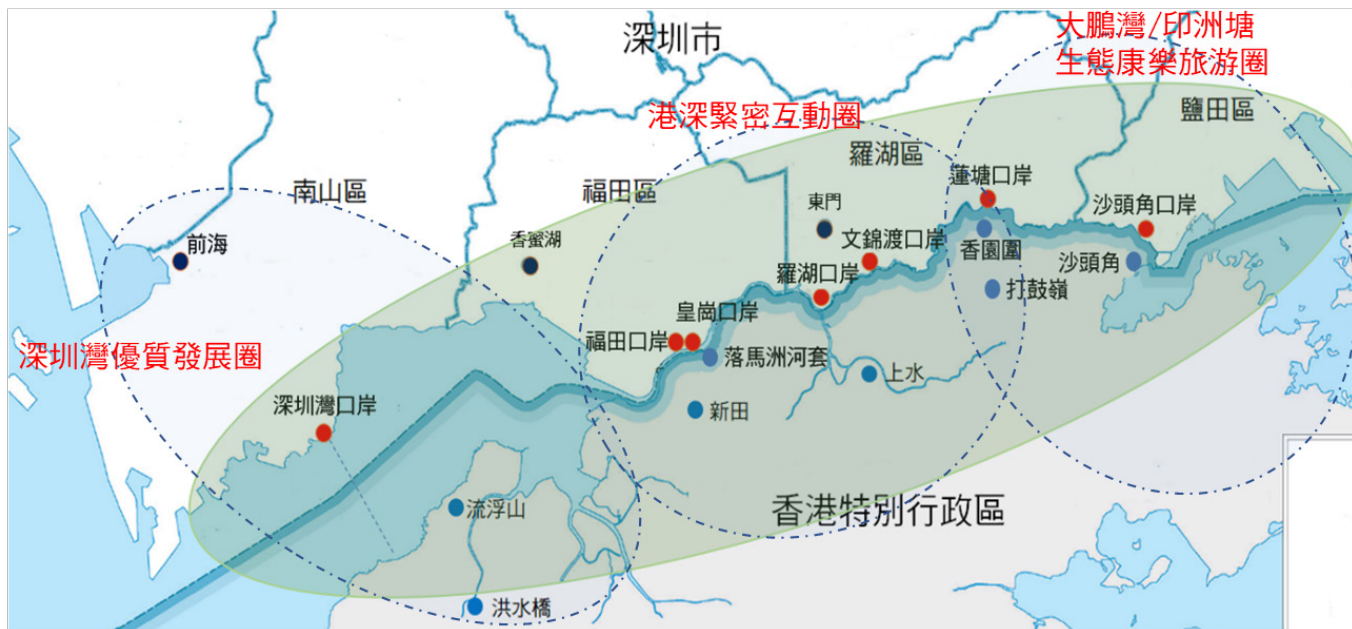 大鵬灣/印洲塘
生態康樂旅游圈
深圳市
港深緊密互動圈
鹽田區
羅湖區
蓮塘口岸
南山區
福田區
東門
沙頭角口岸
前海
香蜜湖
文錦渡口岸
香園圍
沙頭角
羅湖口岸
打鼓嶺
皇崗口岸
福田口岸
落馬洲河套
深圳灣優質發展圈
上水
深圳灣口岸
新田
流浮山
香港特別行政區
洪水橋